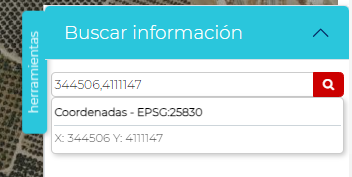 Buscar información
herramientas
344506,4111147
Coordenadas - EPSG:25830
X: 344506 Y: 4111147